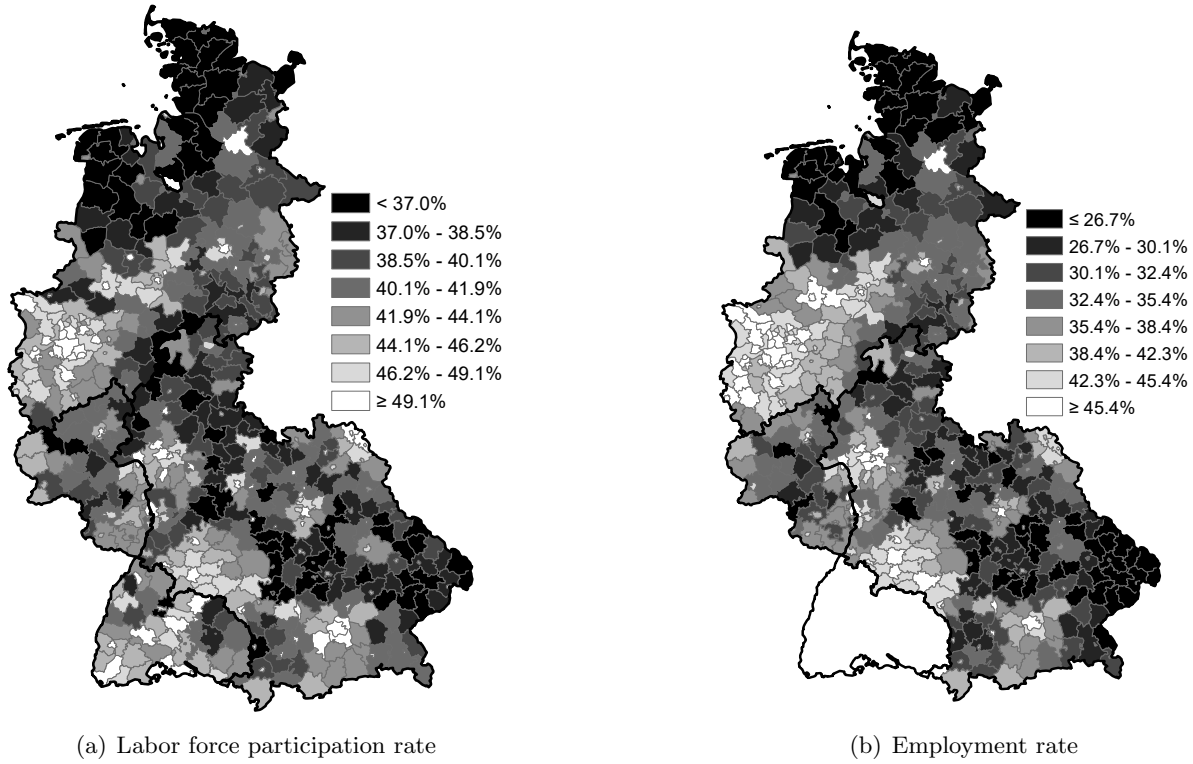 < 37.0%
37.0% - 38.5%
38.5% - 40.1%
40.1% - 41.9%
41.9% - 44.1%
44.1% - 46.2%
46.2% - 49.1%
≥ 49.1%
(a) Labor force participation rate
≤ 26.7%
26.7% - 30.1%
30.1% - 32.4%
32.4% - 35.4%
35.4% - 38.4%
38.4% - 42.3%
42.3% - 45.4%
≥ 45.4%
(b) Employment rate